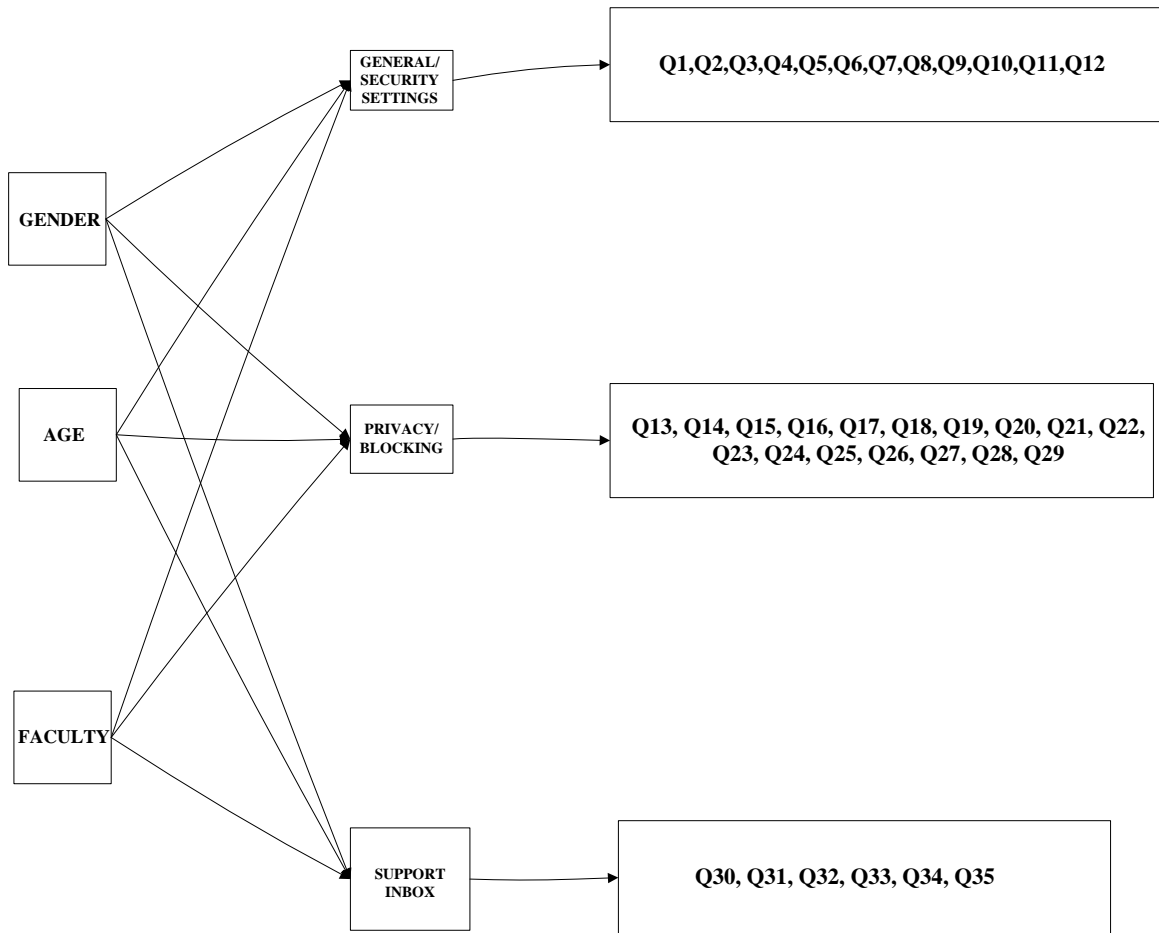 GENERAL/
SECURITY
SETTINGS
Q1,Q2,Q3,Q4,Q5,Q6,Q7,Q8,Q9,Q10,Q11,Q12
GENDER
AGE
PRIVACY/
BLOCKING
Q13, Q14, Q15, Q16, Q17, Q18, Q19, Q20, Q21, Q22,
Q23, Q24, Q25, Q26, Q27, Q28, Q29
FACULTY
SUPPORT
INBOX
Q30, Q31, Q32, Q33, Q34, Q35